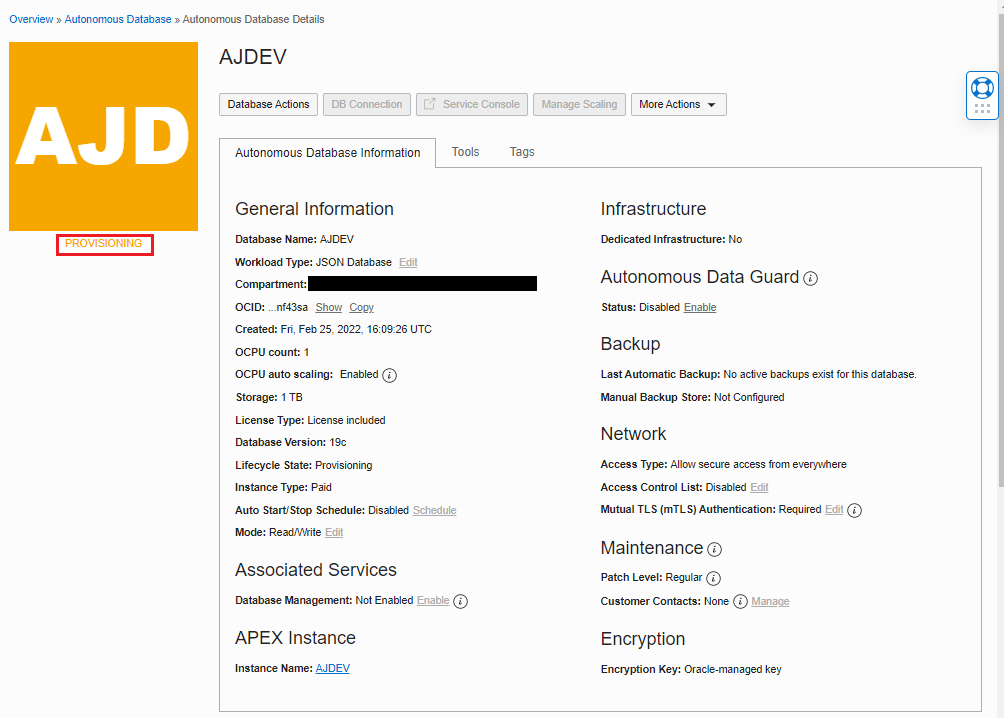 Overview » Autonomous Database » Autonomous Database Details
AJD
PROVISIONING
AJDEV
Database Actions
DB Connection
Service Console
Manage Scaling
More Actions
Autonomous Database Information
Tools
Tags
General Information
Database Name: AJDEV
Workload Type: JSON Database Edit
Compartment:
OCID: ...nf43sa Show Copy
Created: Fri, Feb 25, 2022, 16:09:26 UTC
OCPU count: 1
OCPU auto scaling: Enabled
Storage: 1 TB
License Type: License included
Database Version: 19c
Lifecycle State: Provisioning
Instance Type: Paid
Auto Start/Stop Schedule: Disabled Schedule
Mode: Read/Write Edit
Associated Services
Database Management: Not Enabled Enable
APEX Instance
Instance Name: AJDEV
Infrastructure
Dedicated Infrastructure: No
Autonomous Data Guard
Status: Disabled Enable
Backup
Last Automatic Backup: No active backups exist for this database.
Manual Backup Store: Not Configured
Network
Access Type: Allow secure access from everywhere
Access Control List: Disabled Edit
Mutual TLS (mTLS) Authentication: Required Edit
Maintenance
Patch Level: Regular
Customer Contacts: None Manage
Encryption
Encryption Key: Oracle-managed key